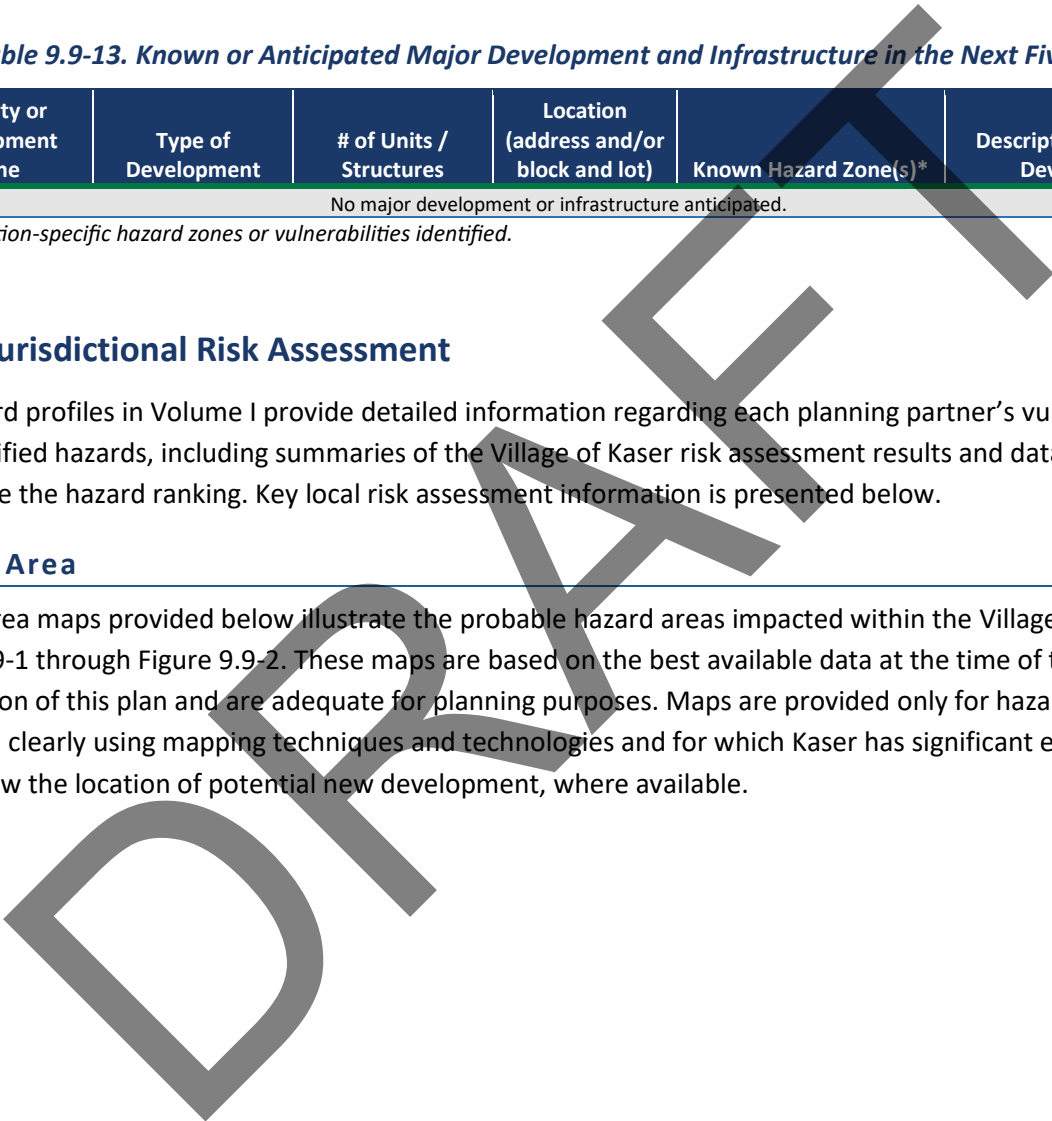 ble 9.9-13. Known or Anticipated Major Development and Infrastructure in the Next Fiv
ty or
pment
ne
Type of
Development
# of Units /
Structures
Location
(address and/or
block and lot)
Known Hazard Zone(s)*
Descript
Dev
No major development or infrastructure anticipated.
tion-specific hazard zones or vulnerabilities identified.
urisdictional Risk Assessment
rd profiles in Volume I provide detailed information regarding each planning partner's vu
ified hazards, including summaries of the Village of Kaser risk assessment results and data
e the hazard ranking. Key local risk assessment information is presented below.
Area
rea maps provided below illustrate the probable hazard areas impacted within the Village
9-1 through Figure 9.9-2. These maps are based on the best available data at the time of t
ion of this plan and are adequate for planning purposes. Maps are provided only for haza
clearly using mapping techniques and technologies and for which Kaser has significant e
w the location of potential new development, where available.
DRAFT